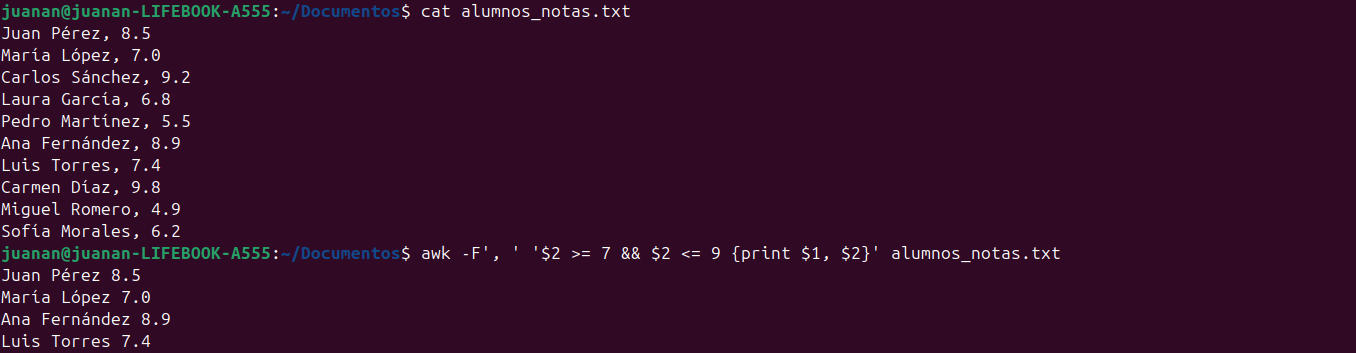 juanan@juanan-LIFEBOOK-A555:~/Documentos$ cat alumnos_notas.txt
Juan Pérez, 8.5
María López, 7.0
Carlos Sánchez, 9.2
Laura García, 6.8
Pedro Martínez, 5.5
Ana Fernández, 8.9
Luis Torres, 7.4
Carmen Díaz, 9.8
Miguel Romero, 4.9
Sofía Morales, 6.2
juanan@juanan-LIFEBOOK-A555:~/Documentos$ awk -F', ' '$2 >= 7 && $2 <= 9 {print $1, $2}' alumnos_notas.txt
Juan Pérez 8.5
María López 7.0
Ana Fernández 8.9
Luis Torres 7.4